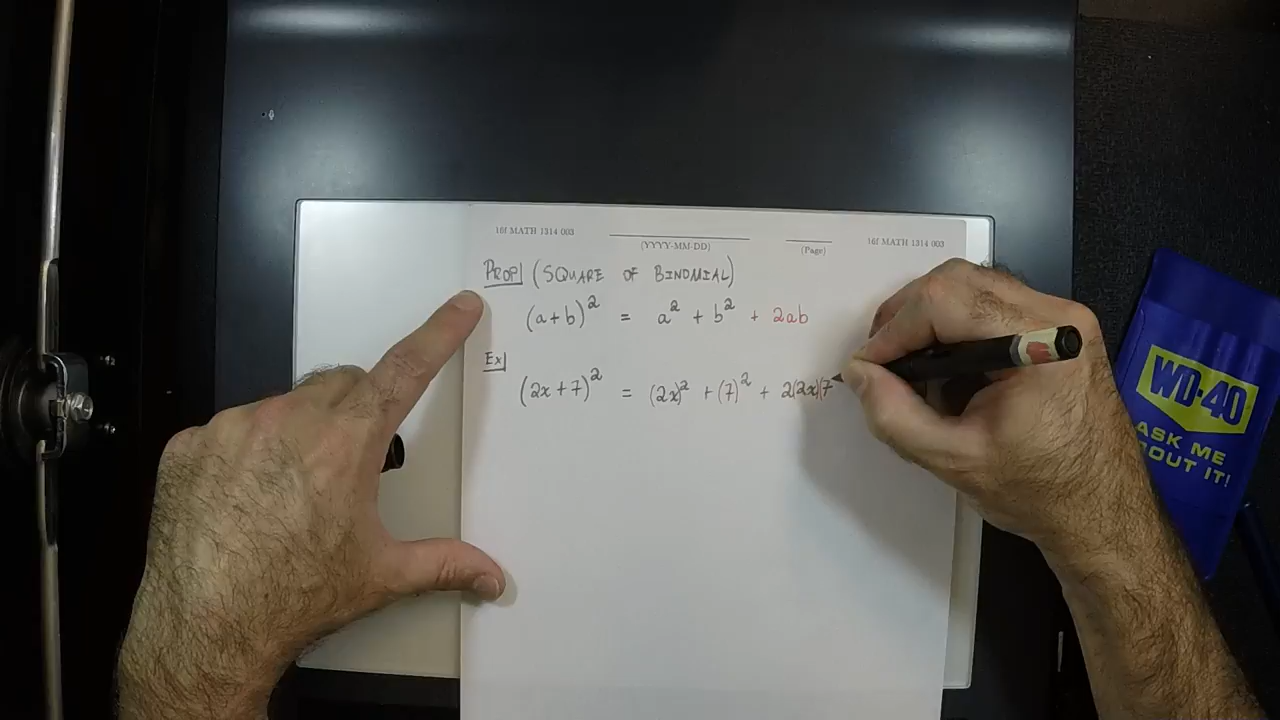 16f MATH 1314 003
(YYYY-MM-DD)
(Page)
16f MATH 1314 003
PROP (SQUARE OF BINOMIAL)
(a+b)² = a² + b² + 2ab
Ex
(2x+7)² = (2x)² + (7)² + 2(2x)(7
WD-40
ASK ME
BOUT IT!